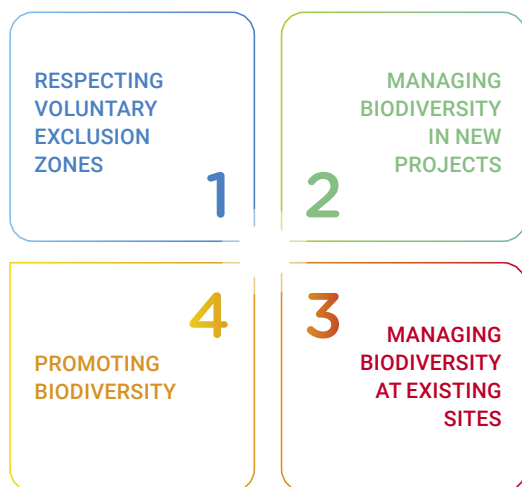 RESPECTING
VOLUNTARY
EXCLUSION
ZONES
1
MANAGING
BIODIVERSITY
IN NEW
PROJECTS
2
3
MANAGING
BIODIVERSITY
AT EXISTING
SITES
4
PROMOTING
BIODIVERSITY